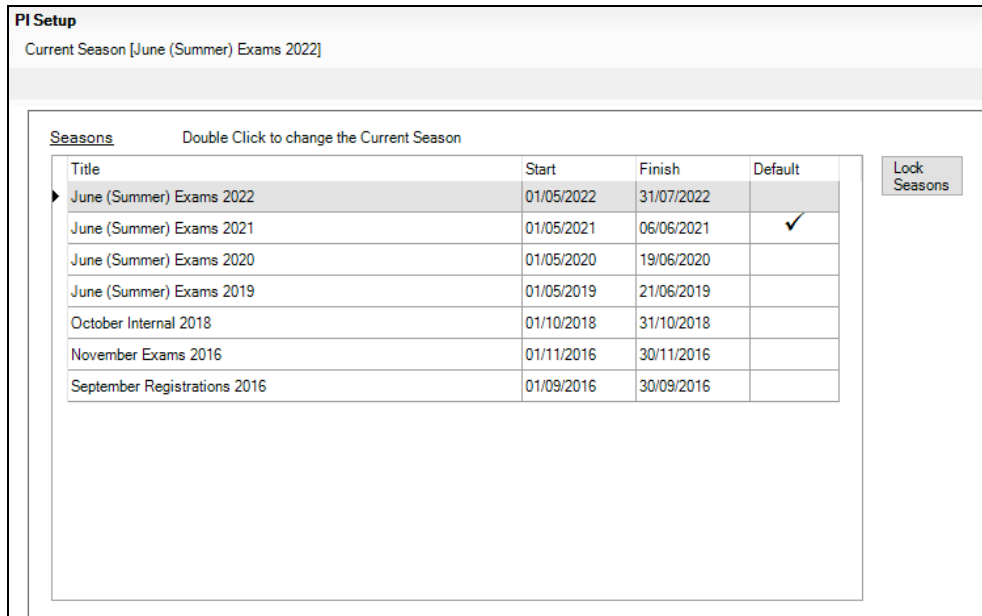 PI Setup
Current Season [June (Summer) Exams 2022]
Seasons Double Click to change the Current Season
Title Start Finish Default Lock Seasons
June (Summer) Exams 2022 01/05/2022 31/07/2022
June (Summer) Exams 2021 01/05/2021 06/06/2021 ✓
June (Summer) Exams 2020 01/05/2020 19/06/2020
June (Summer) Exams 2019 01/05/2019 21/06/2019
October Internal 2018 01/10/2018 31/10/2018
November Exams 2016 01/11/2016 30/11/2016
September Registrations 2016 01/09/2016 30/09/2016